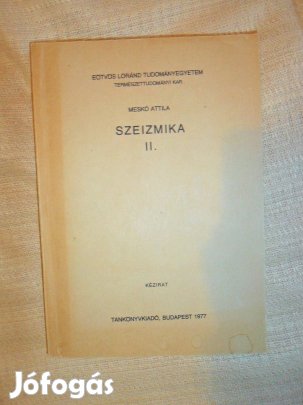 EÖTVÖS LORÁND TUDOMÁNYEGYETEM
TERMÉSZETTUDOMÁNYI KAR
MESKÓ ATTILA
SZEIZMIKA
II.
KÉZIRAT
TANKÖNYVKIADÓ, BUDAPEST 1977
Jófogás